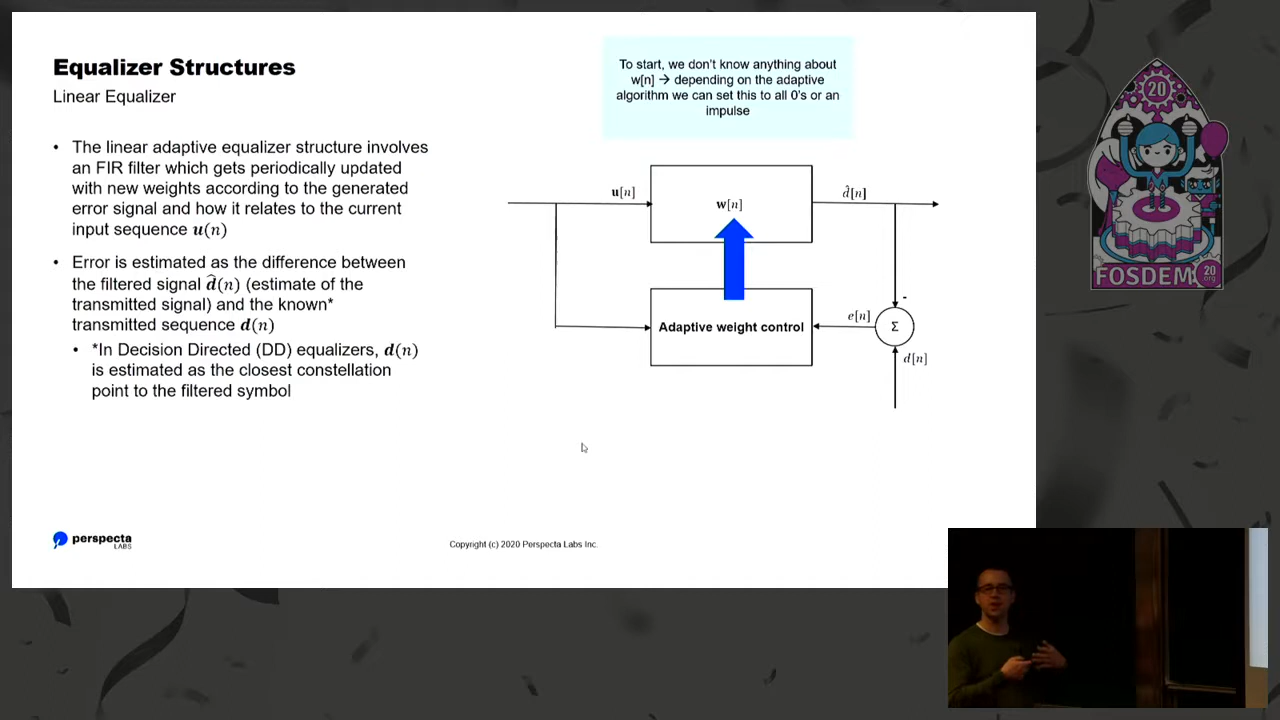 Equalizer Structures
Linear Equalizer
• The linear adaptive equalizer structure involves
an FIR filter which gets periodically updated
with new weights according to the generated
error signal and how it relates to the current
input sequence u(n)
• Error is estimated as the difference between
the filtered signal d̂(n) (estimate of the
transmitted signal) and the known*
transmitted sequence d(n)
• *In Decision Directed (DD) equalizers, d(n)
is estimated as the closest constellation
point to the filtered symbol
To start, we don't know anything about
w[n] → depending on the adaptive
algorithm we can set this to all 0's or an
impulse
u[n]
w[n]
d̂[n]
Adaptive weight control
e[n]
-
Σ
d[n]
perspecta
LABS
Copyright (c) 2020 Perspecta Labs Inc.
20
FOSDEM
20
.org